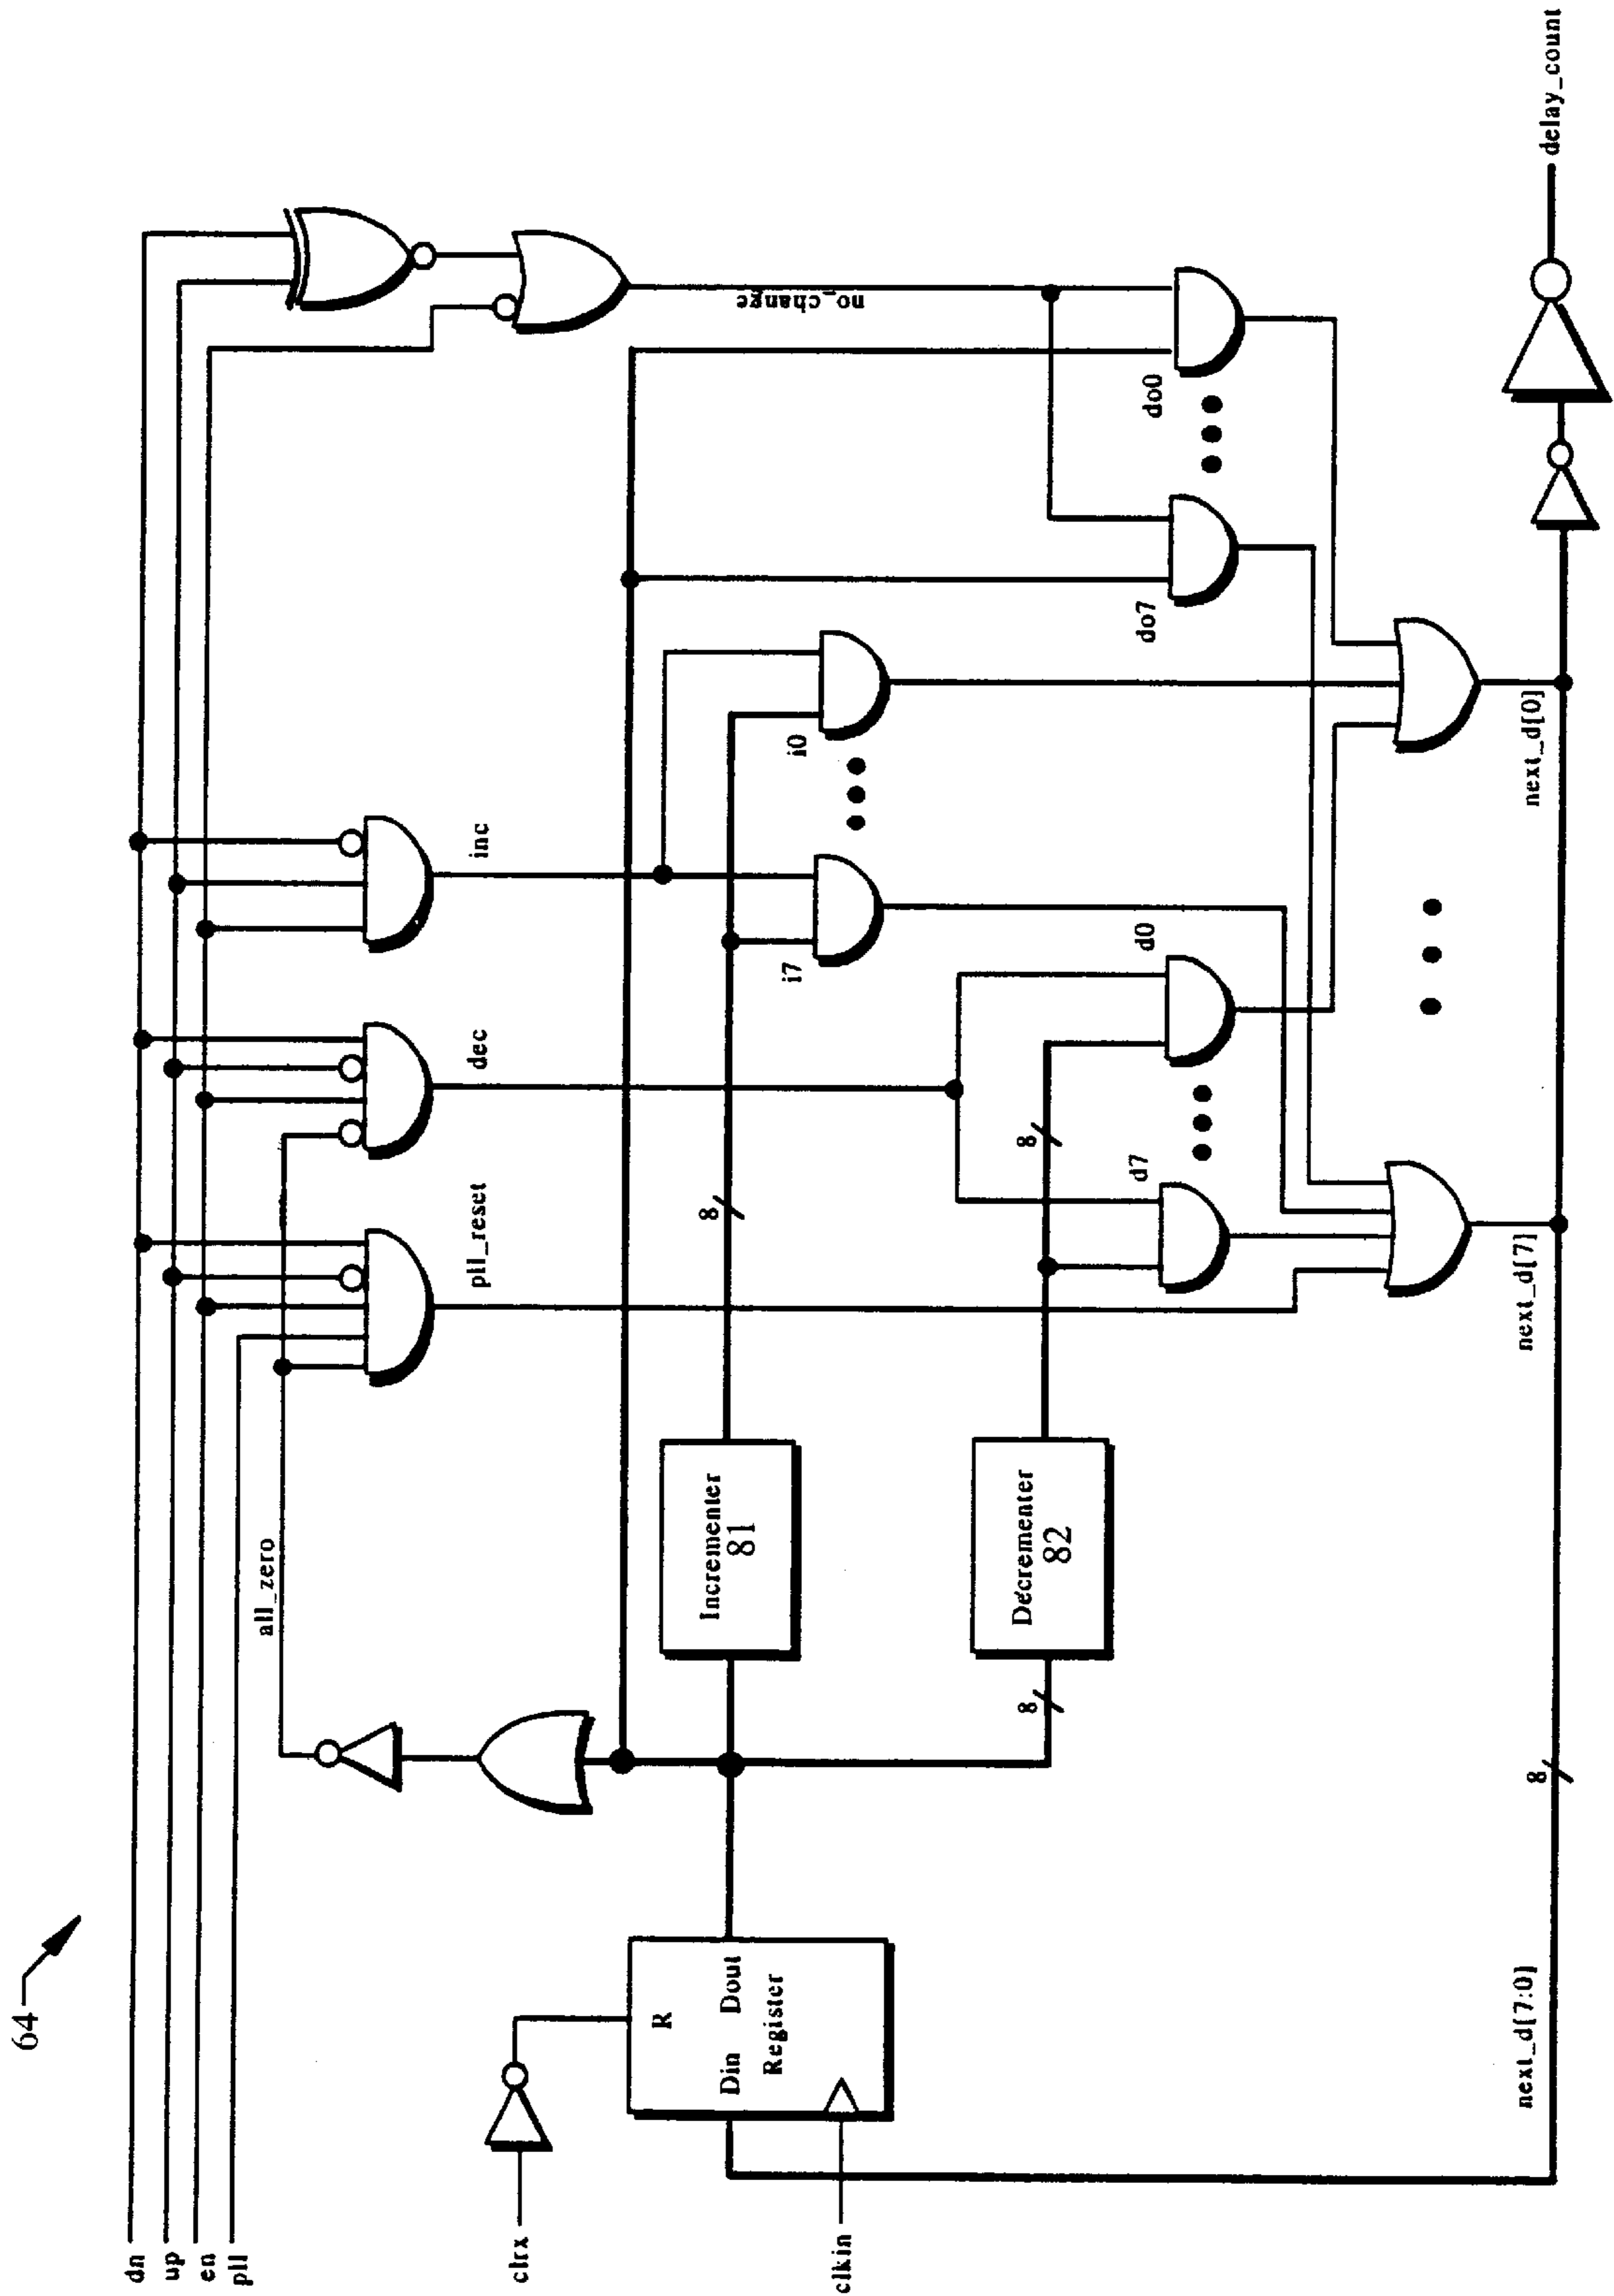 64
dn
up
en
pll
clrx
clkin
R
Din Dout
Register
all_zero
Incrementer
81
Decrementer
82
8
8
8
8
pll_reset
dec
inc
no_change
i7
i0
d7
d0
do7
do0
next_d[7:0]
next_d[7]
next_d[0]
delay_count